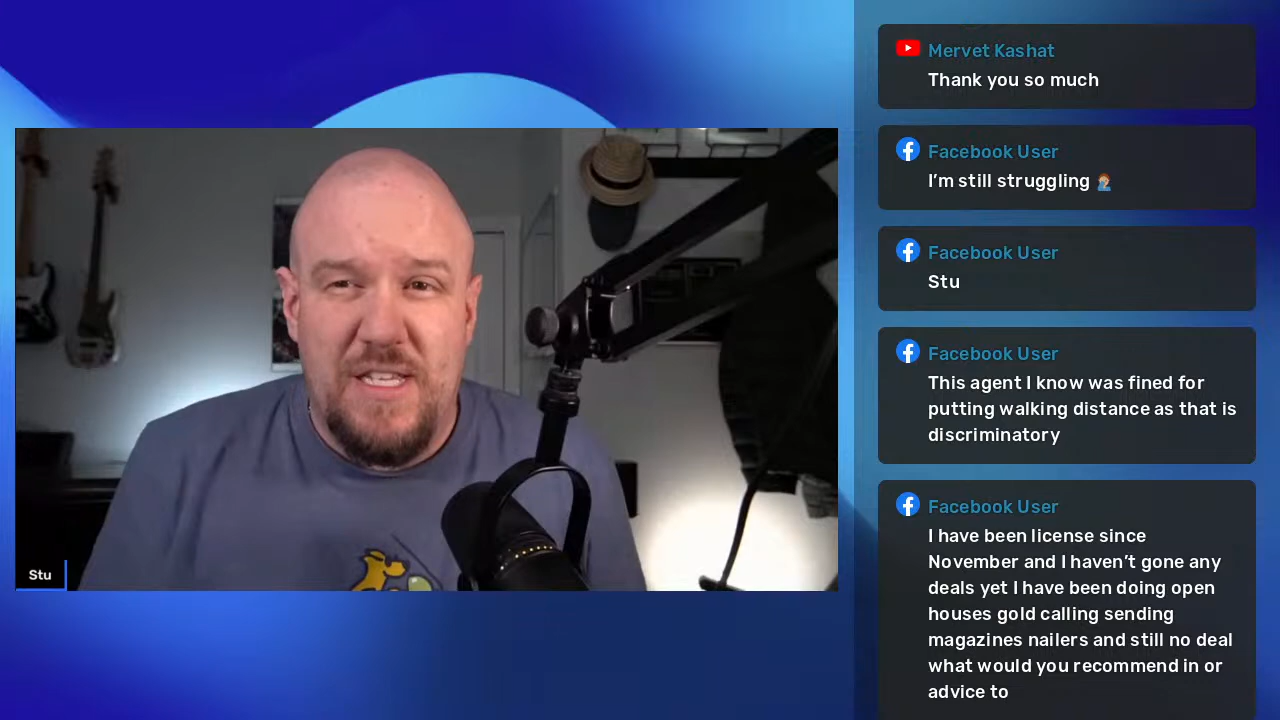 Stu
Mervet Kashat
Thank you so much
Facebook User
I’m still struggling 🤦
Facebook User
Stu
Facebook User
This agent I know was fined for
putting walking distance as that is
discriminatory
Facebook User
I have been license since
November and I haven’t gone any
deals yet I have been doing open
houses gold calling sending
magazines nailers and still no deal
what would you recommend in or
advice to